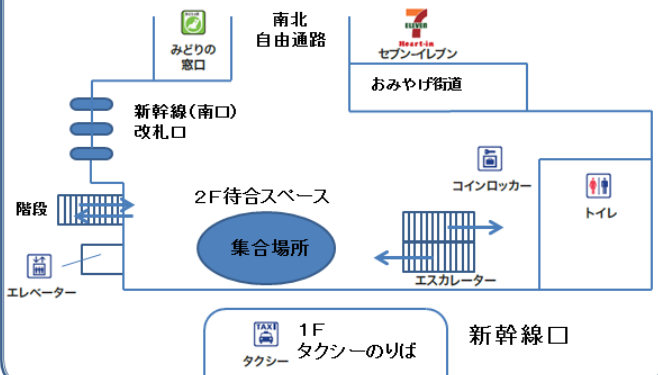 南北
自由通路
みどりの
窓口
7
ELEVEN
Heart-in
セブン-イレブン
おみやげ街道
新幹線(南口)
改札口
コインロッカー
トイレ
階段
2F待合スペース
集合場所
エレベーター
エスカレーター
TAXI
タクシー
1F
タクシーのりば
新幹線口